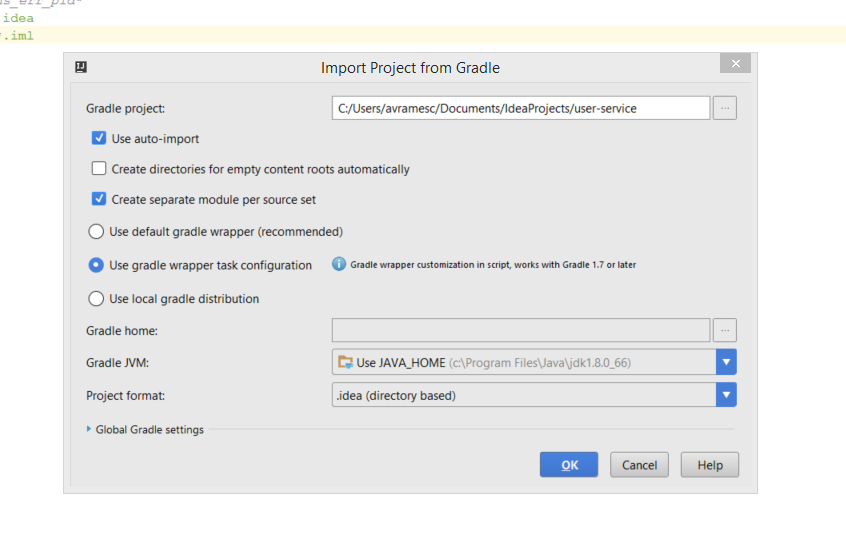 .idea
.iml
Import Project from Gradle
Gradle project: C:/Users/avramesc/Documents/IdeaProjects/user-service ...
Use auto-import
Create directories for empty content roots automatically
Create separate module per source set
Use default gradle wrapper (recommended)
Use gradle wrapper task configuration Gradle wrapper customization in script, works with Gradle 1.7 or later
Use local gradle distribution
Gradle home: ...
Gradle JVM: Use JAVA_HOME (c:\Program Files\Java\jdk1.8.0_66)
Project format: .idea (directory based)
Global Gradle settings
OK Cancel Help